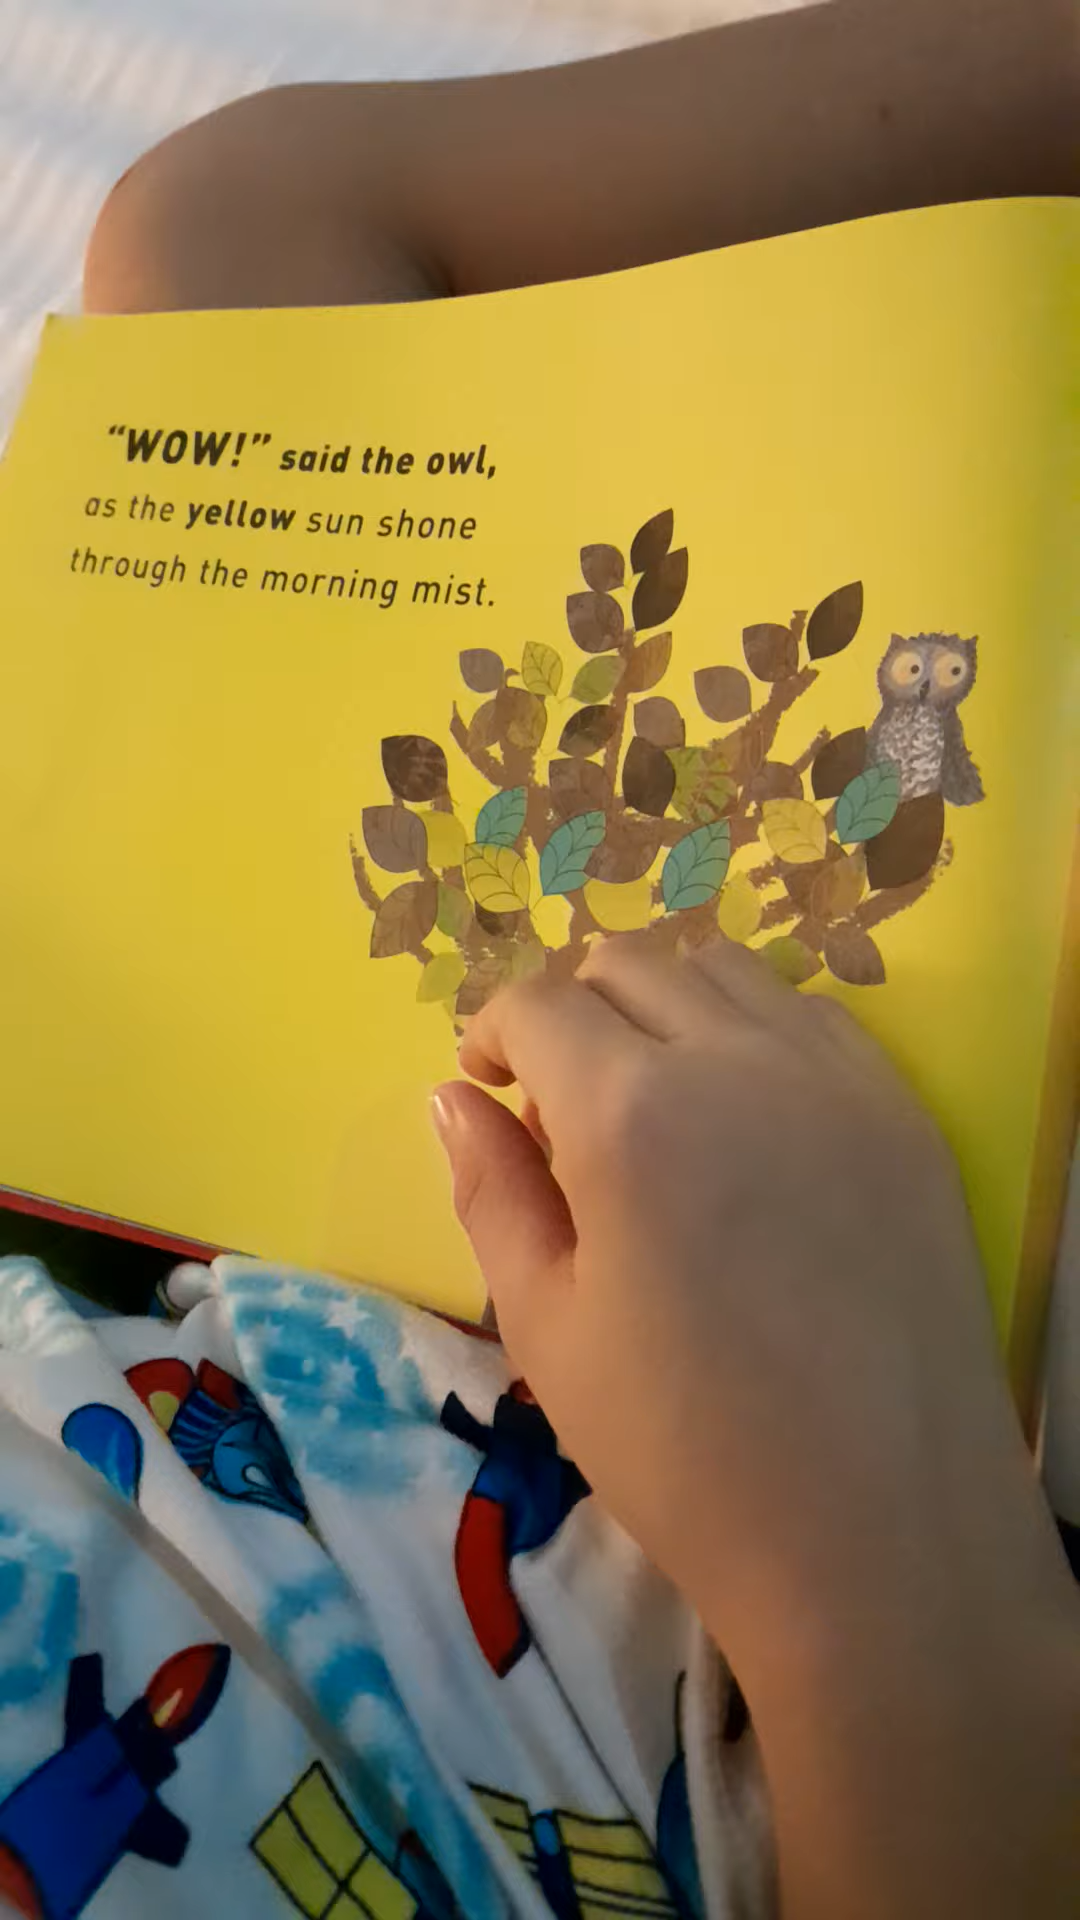 “WOW!” said the owl,
as the yellow sun shone
through the morning mist.